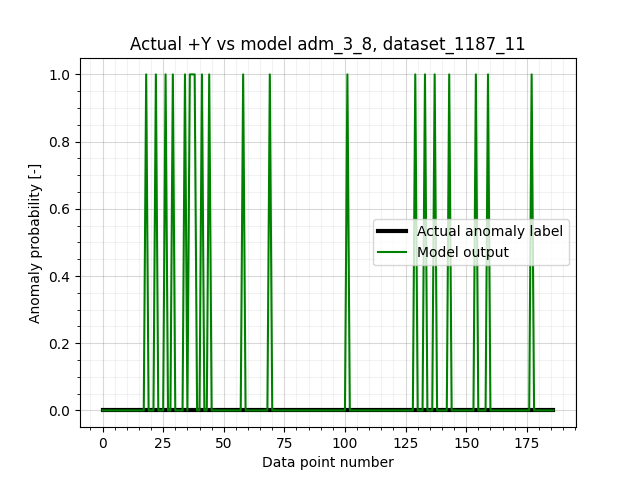 Actual +Y vs model adm_3_8, dataset_1187_11
1.0
0.8
0.6
0.4
0.2
0.0
Anomaly probability [-]
Actual anomaly label
Model output
0 25 50 75 100 125 150 175
Data point number